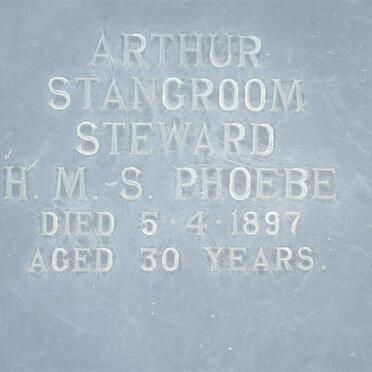 ARTHUR
STANGROOM
STEWARD
H. M. S. PHOEBE
DIED 5·4·1897
AGED 30 YEARS.